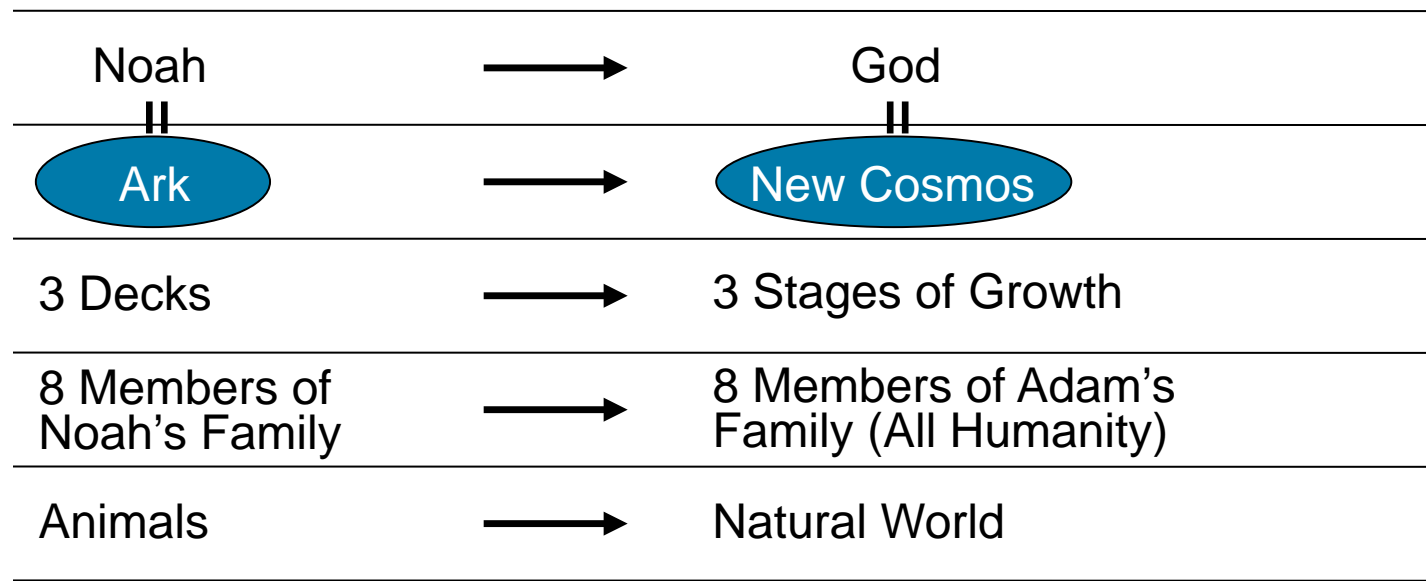 Noah God
Ark New Cosmos
3 Decks 3 Stages of Growth
8 Members of 8 Members of Adam’s
Noah’s Family Family (All Humanity)
Animals Natural World